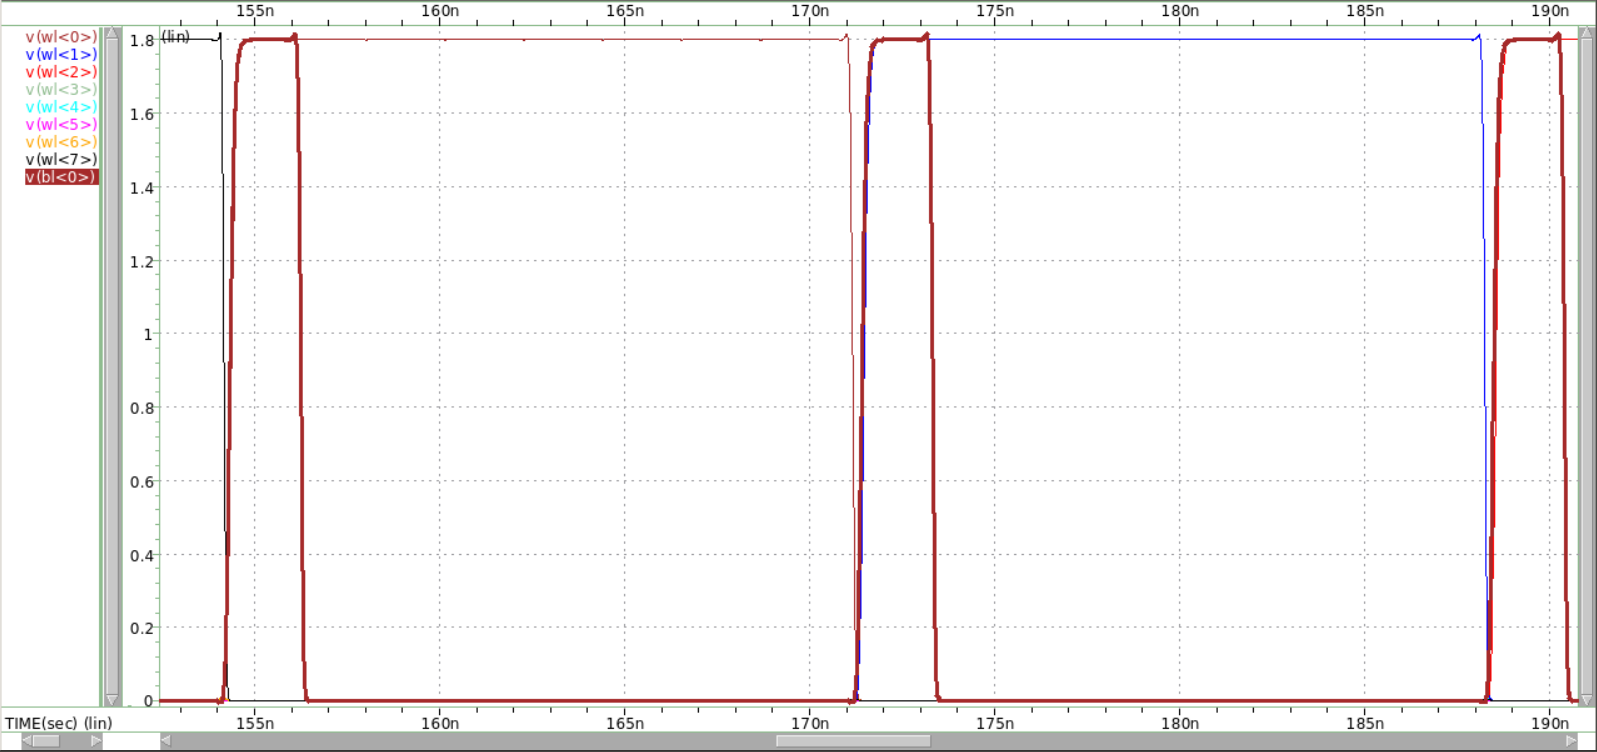 155n 160n 165n 170n 175n 180n 185n 190n
v(wl<0>)
v(wl<1>)
v(wl<2>)
v(wl<3>)
v(wl<4>)
v(wl<5>)
v(wl<6>)
v(wl<7>)
v(bl<0>)
(lin)
1.8
1.6
1.4
1.2
1
0.8
0.6
0.4
0.2
0
TIME(sec) (lin) 155n 160n 165n 170n 175n 180n 185n 190n